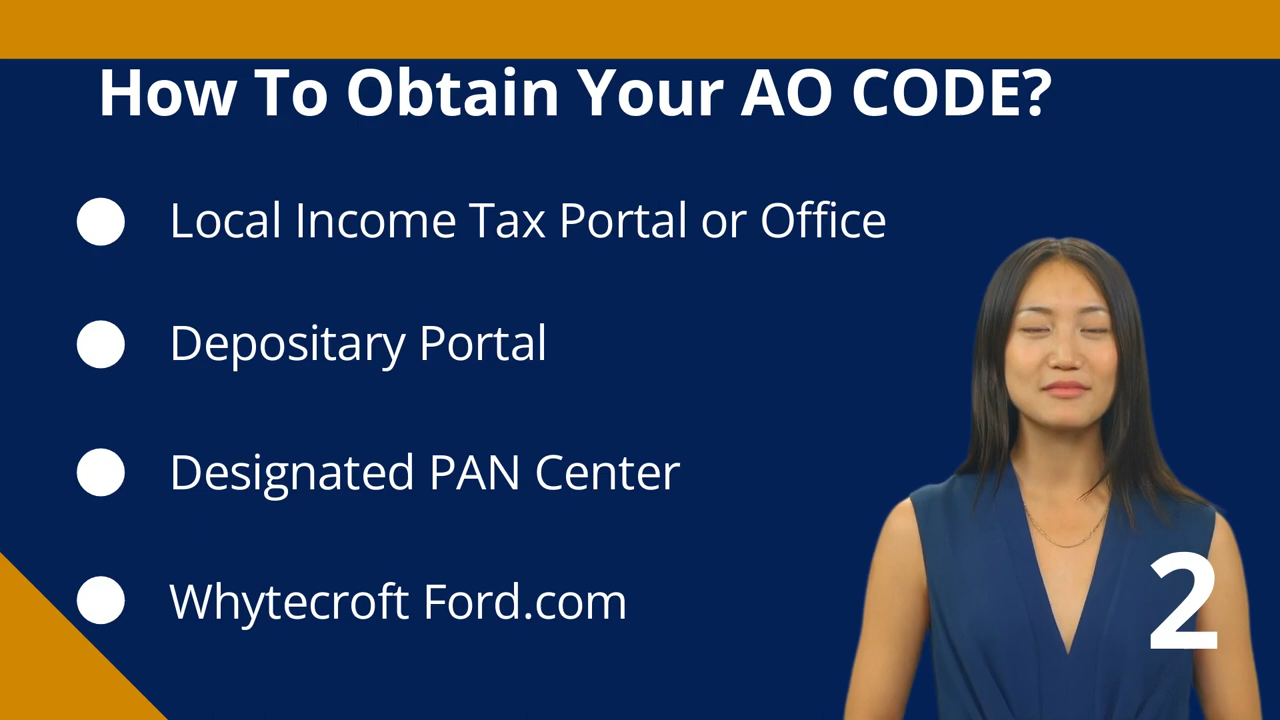 How To Obtain Your AO CODE?
Local Income Tax Portal or Office
Depositary Portal
Designated PAN Center
Whytecroft Ford.com
2